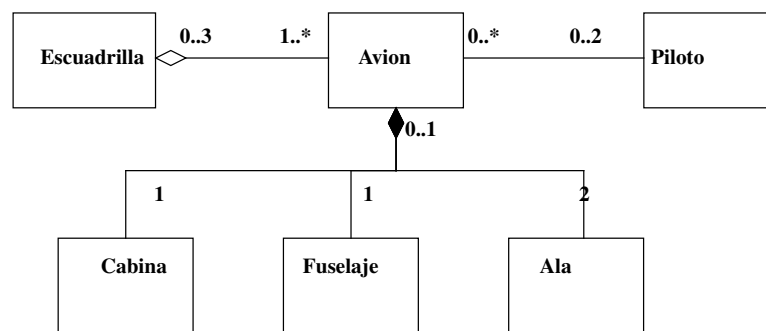 0..3 1..* 0..* 0..2
Escuadrilla Avion Piloto
0..1
1 1 2
Cabina Fuselaje Ala